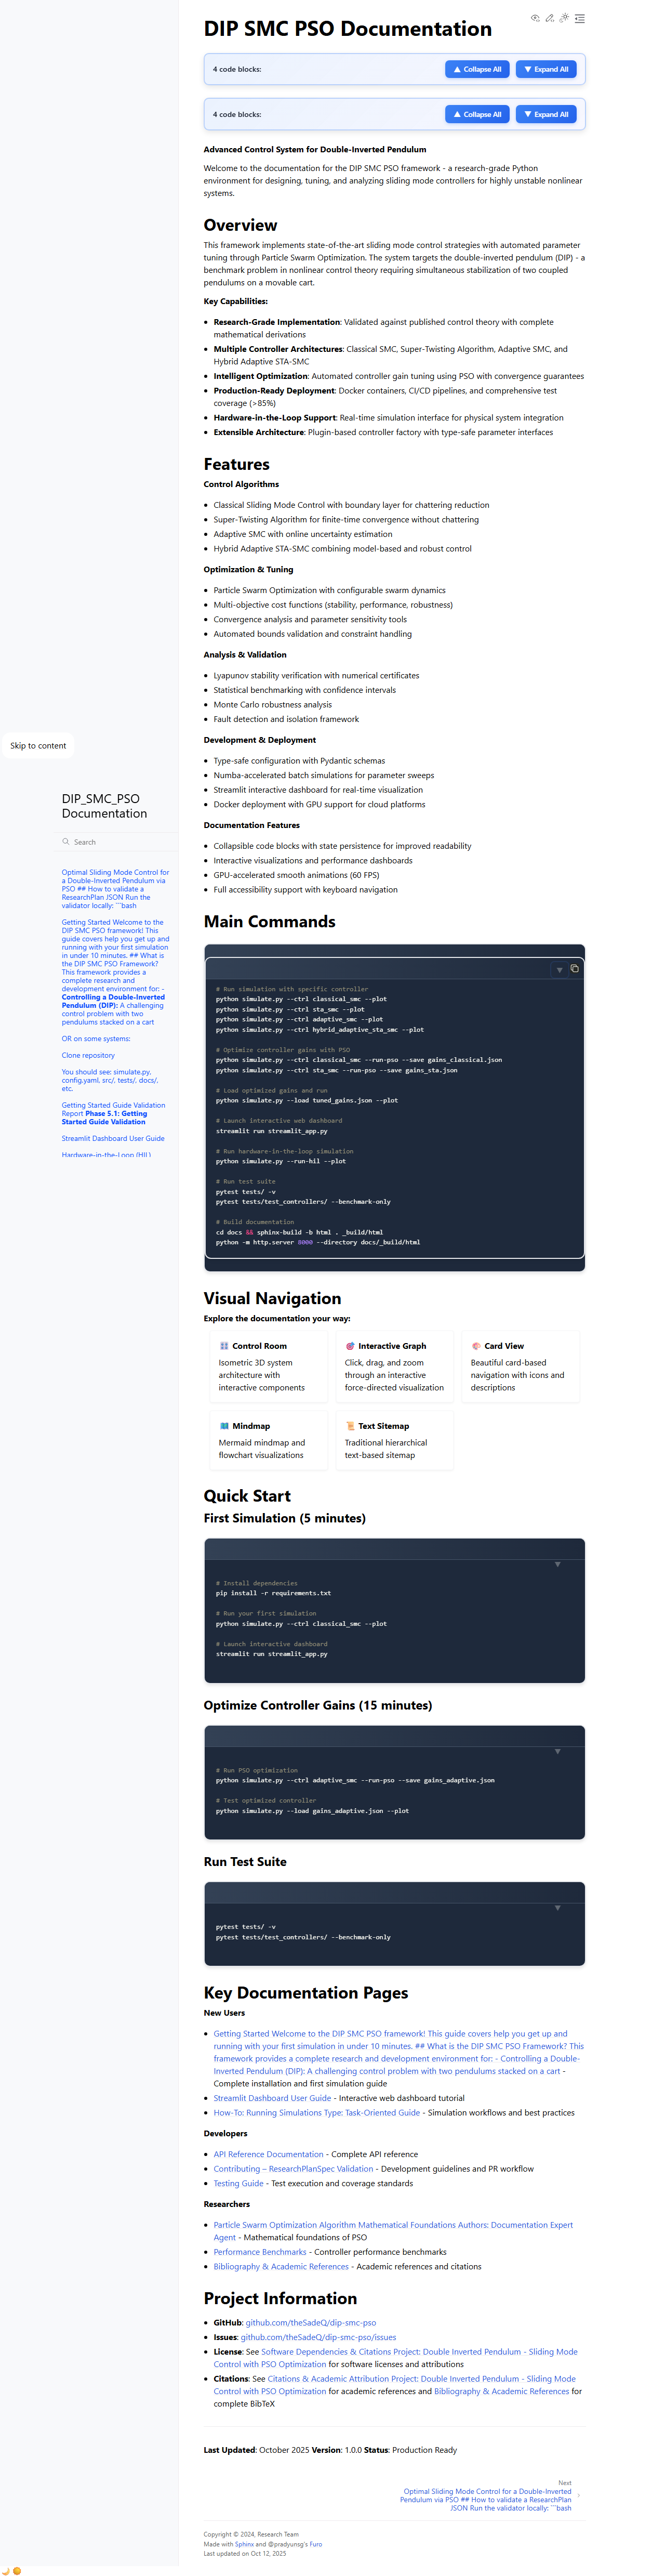 Skip to content
DIP_SMC_PSO
Documentation
Search
Optimal Sliding Mode Control for
a Double-Inverted Pendulum via
PSO ## How to validate a
ResearchPlan JSON Run the
validator locally: ```bash
Getting Started Welcome to the
DIP SMC PSO framework! This
guide covers help you get up and
running with your first simulation
in under 10 minutes. ## What is
the DIP SMC PSO Framework?
This framework provides a
complete research and
development environment for: -
Controlling a Double-Inverted
Pendulum (DIP): A challenging
control problem with two
pendulums stacked on a cart
OR on some systems:
Clone repository
You should see: simulate.py,
config.yaml, src/, tests/, docs/,
etc.
Getting Started Guide Validation
Report Phase 5.1: Getting
Started Guide Validation
Streamlit Dashboard User Guide
Hardware-in-the-Loop (HIL)
DIP SMC PSO Documentation
4 code blocks:
▲ Collapse All
▼ Expand All
4 code blocks:
▲ Collapse All
▼ Expand All
Advanced Control System for Double-Inverted Pendulum
Welcome to the documentation for the DIP SMC PSO framework - a research-grade Python
environment for designing, tuning, and analyzing sliding mode controllers for highly unstable nonlinear
systems.
Overview
This framework implements state-of-the-art sliding mode control strategies with automated parameter
tuning through Particle Swarm Optimization. The system targets the double-inverted pendulum (DIP) - a
benchmark problem in nonlinear control theory requiring simultaneous stabilization of two coupled
pendulums on a movable cart.
Key Capabilities:
• Research-Grade Implementation: Validated against published control theory with complete
mathematical derivations
• Multiple Controller Architectures: Classical SMC, Super-Twisting Algorithm, Adaptive SMC, and
Hybrid Adaptive STA-SMC
• Intelligent Optimization: Automated controller gain tuning using PSO with convergence guarantees
• Production-Ready Deployment: Docker containers, CI/CD pipelines, and comprehensive test
coverage (>85%)
• Hardware-in-the-Loop Support: Real-time simulation interface for physical system integration
• Extensible Architecture: Plugin-based controller factory with type-safe parameter interfaces
Features
Control Algorithms
• Classical Sliding Mode Control with boundary layer for chattering reduction
• Super-Twisting Algorithm for finite-time convergence without chattering
• Adaptive SMC with online uncertainty estimation
• Hybrid Adaptive STA-SMC combining model-based and robust control
Optimization & Tuning
• Particle Swarm Optimization with configurable swarm dynamics
• Multi-objective cost functions (stability, performance, robustness)
• Convergence analysis and parameter sensitivity tools
• Automated bounds validation and constraint handling
Analysis & Validation
• Lyapunov stability verification with numerical certificates
• Statistical benchmarking with confidence intervals
• Monte Carlo robustness analysis
• Fault detection and isolation framework
Development & Deployment
• Type-safe configuration with Pydantic schemas
• Numba-accelerated batch simulations for parameter sweeps
• Streamlit interactive dashboard for real-time visualization
• Docker deployment with GPU support for cloud platforms
Documentation Features
• Collapsible code blocks with state persistence for improved readability
• Interactive visualizations and performance dashboards
• GPU-accelerated smooth animations (60 FPS)
• Full accessibility support with keyboard navigation
Main Commands
# Run simulation with specific controller
python simulate.py --ctrl classical_smc --plot
python simulate.py --ctrl sta_smc --plot
python simulate.py --ctrl adaptive_smc --plot
python simulate.py --ctrl hybrid_adaptive_sta_smc --plot
# Optimize controller gains with PSO
python simulate.py --ctrl classical_smc --run-pso --save gains_classical.json
python simulate.py --ctrl sta_smc --run-pso --save gains_sta.json
# Load optimized gains and run
python simulate.py --load tuned_gains.json --plot
# Launch interactive web dashboard
streamlit run streamlit_app.py
# Run hardware-in-the-loop simulation
python simulate.py --run-hil --plot
# Run test suite
pytest tests/ -v
pytest tests/test_controllers/ --benchmark-only
# Build documentation
cd docs && sphinx-build -b html . _build/html
python -m http.server 8000 --directory docs/_build/html
Visual Navigation
Explore the documentation your way:
🎛️ Control Room
Isometric 3D system
architecture with
interactive components
🎯 Interactive Graph
Click, drag, and zoom
through an interactive
force-directed visualization
🎨 Card View
Beautiful card-based
navigation with icons and
descriptions
🗺️ Mindmap
Mermaid mindmap and
flowchart visualizations
📜 Text Sitemap
Traditional hierarchical
text-based sitemap
Quick Start
First Simulation (5 minutes)
# Install dependencies
pip install -r requirements.txt
# Run your first simulation
python simulate.py --ctrl classical_smc --plot
# Launch interactive dashboard
streamlit run streamlit_app.py
Optimize Controller Gains (15 minutes)
# Run PSO optimization
python simulate.py --ctrl adaptive_smc --run-pso --save gains_adaptive.json
# Test optimized controller
python simulate.py --load gains_adaptive.json --plot
Run Test Suite
pytest tests/ -v
pytest tests/test_controllers/ --benchmark-only
Key Documentation Pages
New Users
• Getting Started Welcome to the DIP SMC PSO framework! This guide covers help you get up and
running with your first simulation in under 10 minutes. ## What is the DIP SMC PSO Framework? This
framework provides a complete research and development environment for: - Controlling a Double-
Inverted Pendulum (DIP): A challenging control problem with two pendulums stacked on a cart -
Complete installation and first simulation guide
• Streamlit Dashboard User Guide - Interactive web dashboard tutorial
• How-To: Running Simulations Type: Task-Oriented Guide - Simulation workflows and best practices
Developers
• API Reference Documentation - Complete API reference
• Contributing – ResearchPlanSpec Validation - Development guidelines and PR workflow
• Testing Guide - Test execution and coverage standards
Researchers
• Particle Swarm Optimization Algorithm Mathematical Foundations Authors: Documentation Expert
Agent - Mathematical foundations of PSO
• Performance Benchmarks - Controller performance benchmarks
• Bibliography & Academic References - Academic references and citations
Project Information
• GitHub: github.com/theSadeQ/dip-smc-pso
• Issues: github.com/theSadeQ/dip-smc-pso/issues
• License: See Software Dependencies & Citations Project: Double Inverted Pendulum - Sliding Mode
Control with PSO Optimization for software licenses and attributions
• Citations: See Citations & Academic Attribution Project: Double Inverted Pendulum - Sliding Mode
Control with PSO Optimization for academic references and Bibliography & Academic References for
complete BibTeX
Last Updated: October 2025 Version: 1.0.0 Status: Production Ready
Next
Optimal Sliding Mode Control for a Double-Inverted
Pendulum via PSO ## How to validate a ResearchPlan
JSON Run the validator locally: ```bash
Copyright © 2024, Research Team
Made with Sphinx and @pradyunsg's Furo
Last updated on Oct 12, 2025